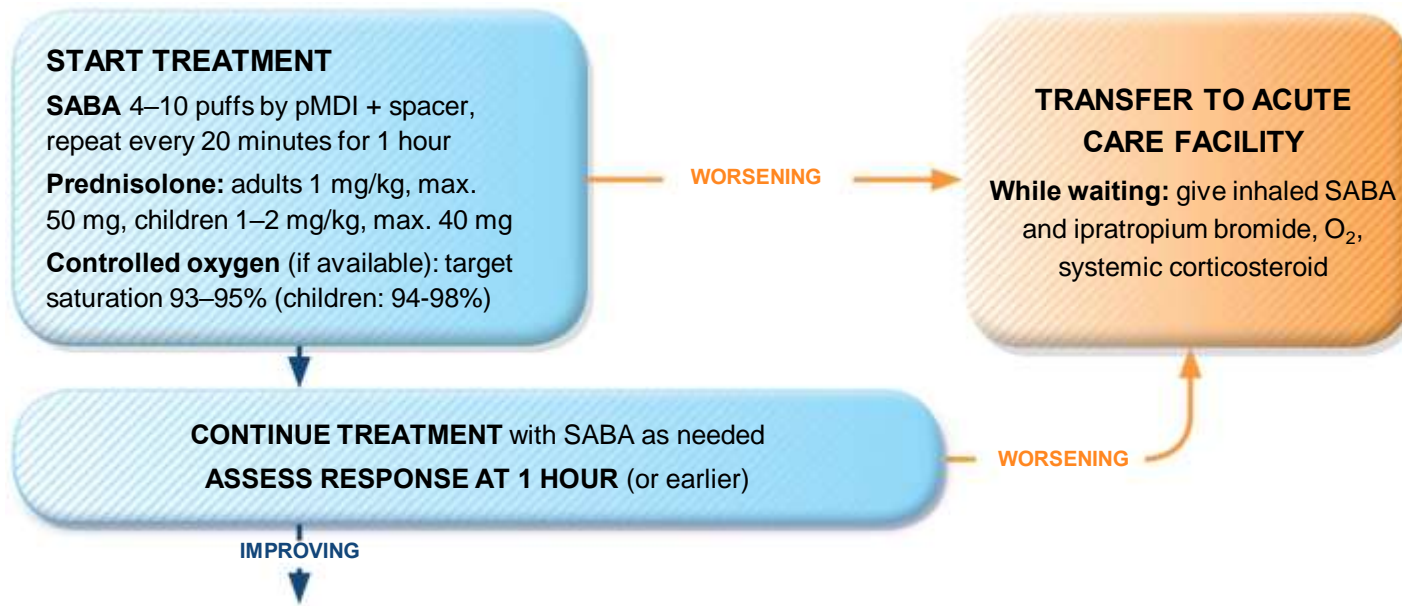 START TREATMENT
SABA 4–10 puffs by pMDI + spacer,
repeat every 20 minutes for 1 hour
Prednisolone: adults 1 mg/kg, max.
50 mg, children 1–2 mg/kg, max. 40 mg
Controlled oxygen (if available): target
saturation 93–95% (children: 94-98%)
WORSENING
TRANSFER TO ACUTE
CARE FACILITY
While waiting: give inhaled SABA
and ipratropium bromide, O₂,
systemic corticosteroid
CONTINUE TREATMENT with SABA as needed
ASSESS RESPONSE AT 1 HOUR (or earlier)
WORSENING
IMPROVING